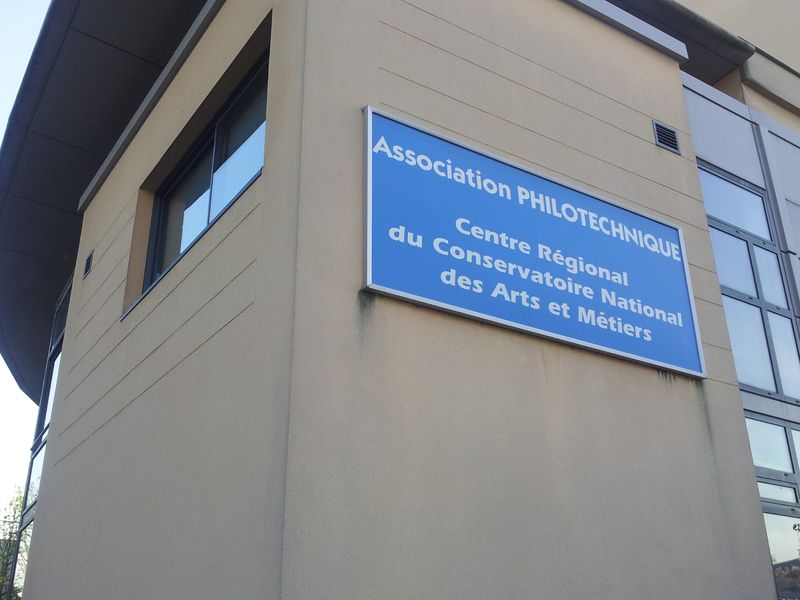 Association PHILOTECHNIQUE
Centre Régional
du Conservatoire National
des Arts et Métiers